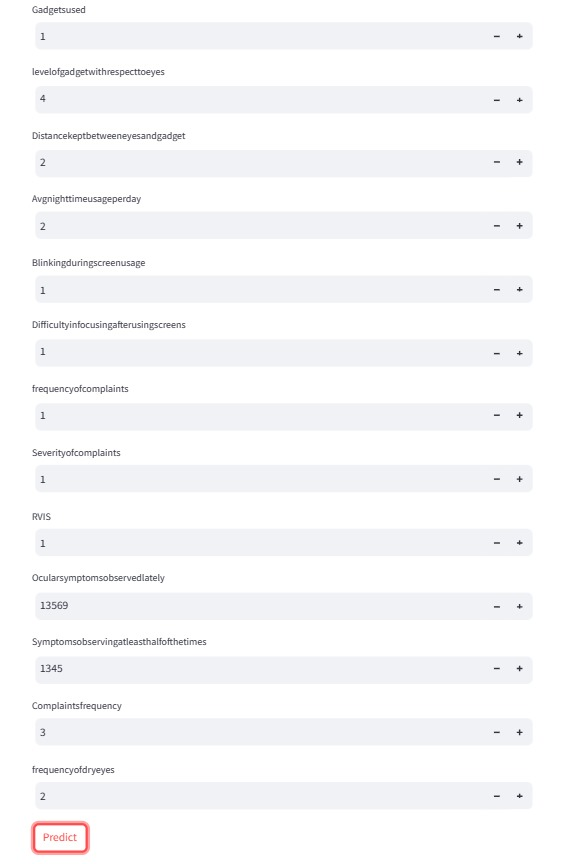 Gadgetsused
1 − +
levelofgadgetwithrespecttoeyes
4 − +
Distancekeptbetweeneyesandgadget
2 − +
Avgnighttimeusageperday
2 − +
Blinkingduringscreenusage
1 − +
Difficultyinfocusingafterusingscreens
1 − +
frequencyofcomplaints
1 − +
Severityofcomplaints
1 − +
RVIS
1 − +
Ocularsymptomsobservedlately
13569 − +
Symptomsobservingatleasthalfofthetimes
1345 − +
Complaintsfrequency
3 − +
frequencyofdryeyes
2 − +
Predict